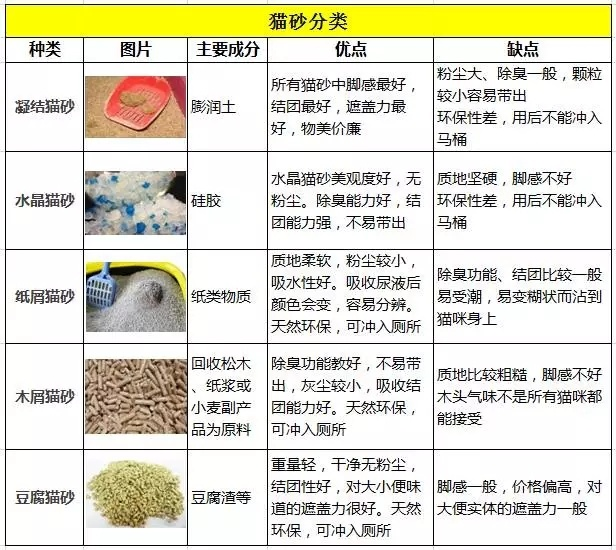 猫砂分类
种类 图片 主要成分 优点 缺点
凝结猫砂
膨润土
所有猫砂中脚感最好，
结团最好，遮盖力最
好，物美价廉
粉尘大、除臭一般，颗粒
较小容易带出
环保性差，用后不能冲入
马桶
水晶猫砂
硅胶
水晶猫砂美观度好，无
粉尘。除臭能力好，结
团能力强，不易带出
质地坚硬，脚感不好
环保性差，用后不能冲入
马桶
纸屑猫砂
纸类物质
质地柔软，粉尘较小，
吸水性好。吸收尿液后
颜色会变，容易分辨。
天然环保，可冲入厕所
除臭功能、结团比较一般
易受潮，易变糊状而沾到
猫咪身上
木屑猫砂
回收松木
、纸浆或
小麦副产
品为原料
除臭功能教好，不易带
出，灰尘较小，吸收结
团能力好。天然环保，
可冲入厕所
质地比较粗糙，脚感不好
木头气味不是所有猫咪都
能接受
豆腐猫砂
豆腐渣等
重量轻，干净无粉尘，
结团性好，对大小便味
道的遮盖力很好。天然
环保，可冲入厕所
脚感一般，价格偏高，对
大便实体的遮盖力一般